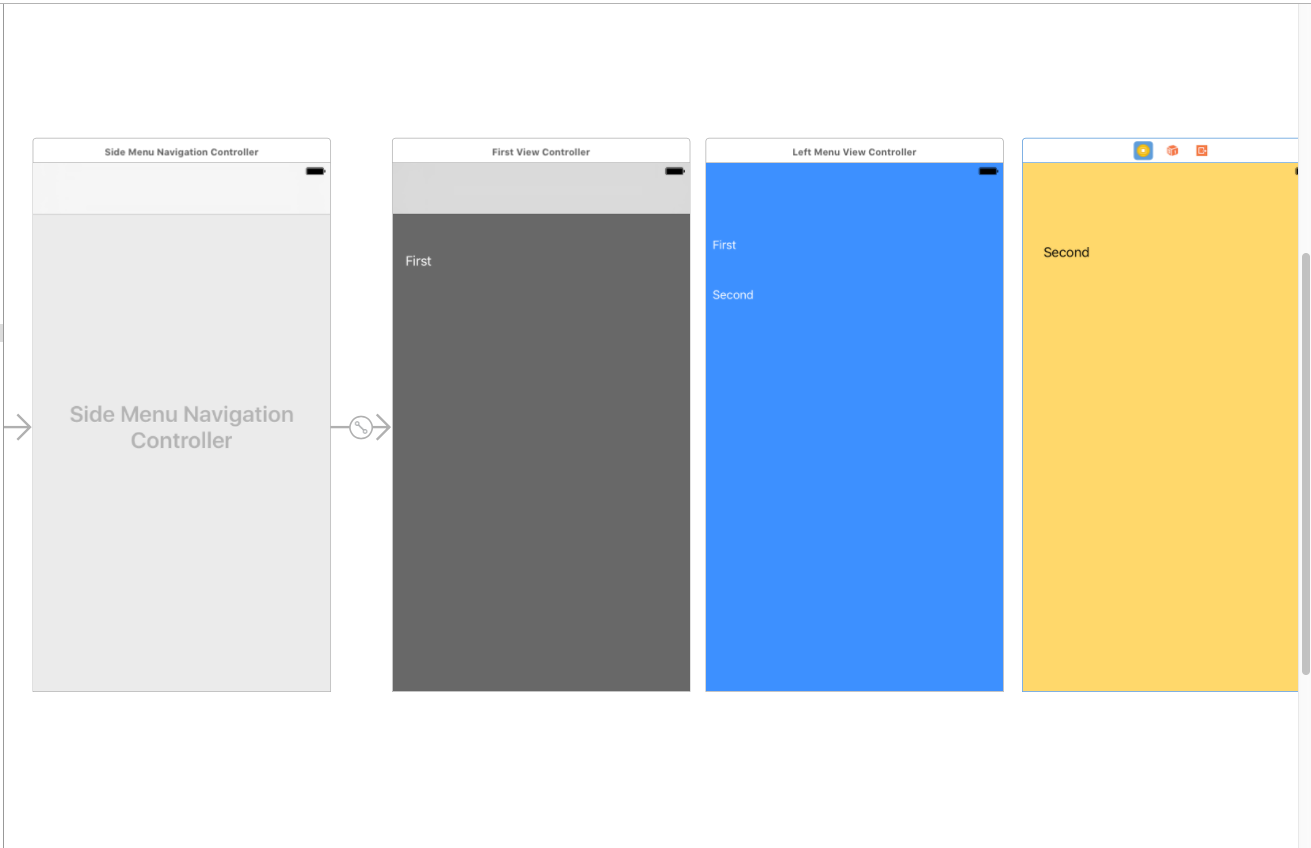 Side Menu Navigation Controller
First View Controller
Left Menu View Controller
First
First
Second
Second
Side Menu Navigation
Controller